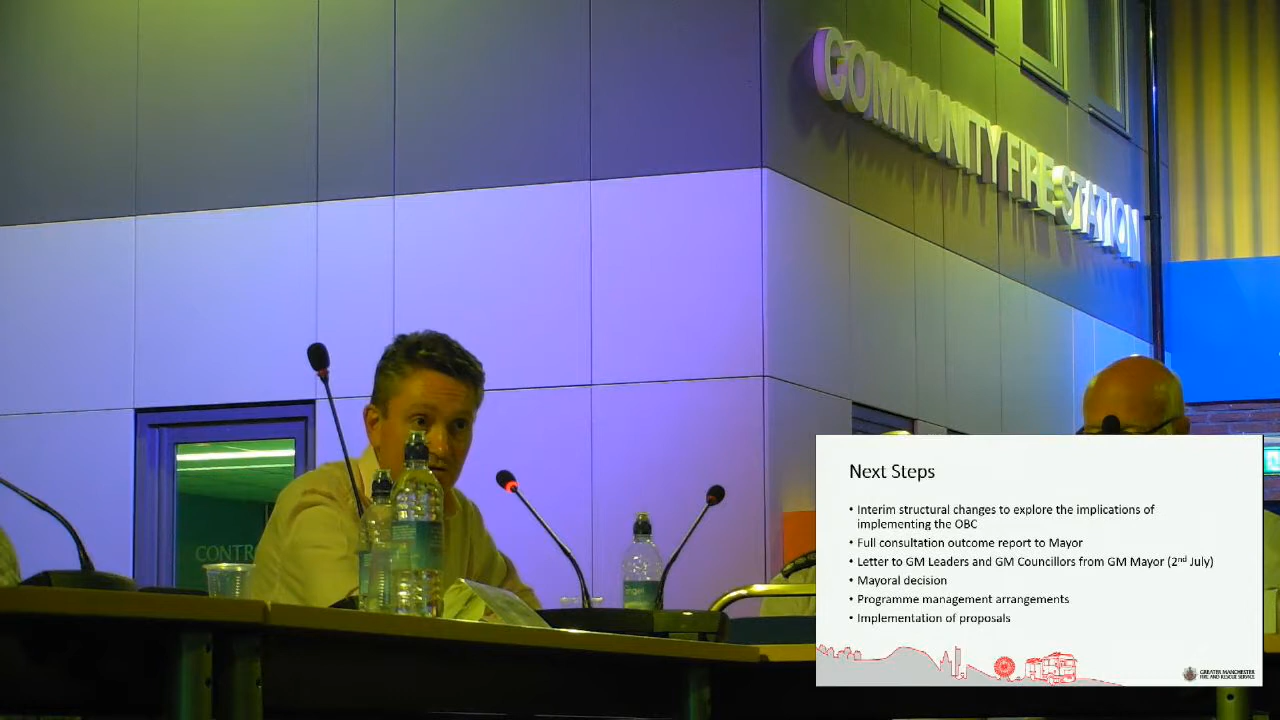 COMMUNITY FIRE STATION
CONTR
angel
Next Steps
• Interim structural changes to explore the implications of
implementing the OBC
• Full consultation outcome report to Mayor
• Letter to GM Leaders and GM Councillors from GM Mayor (2nd July)
• Mayoral decision
• Programme management arrangements
• Implementation of proposals
GREATER MANCHESTER
FIRE AND RESCUE SERVICE